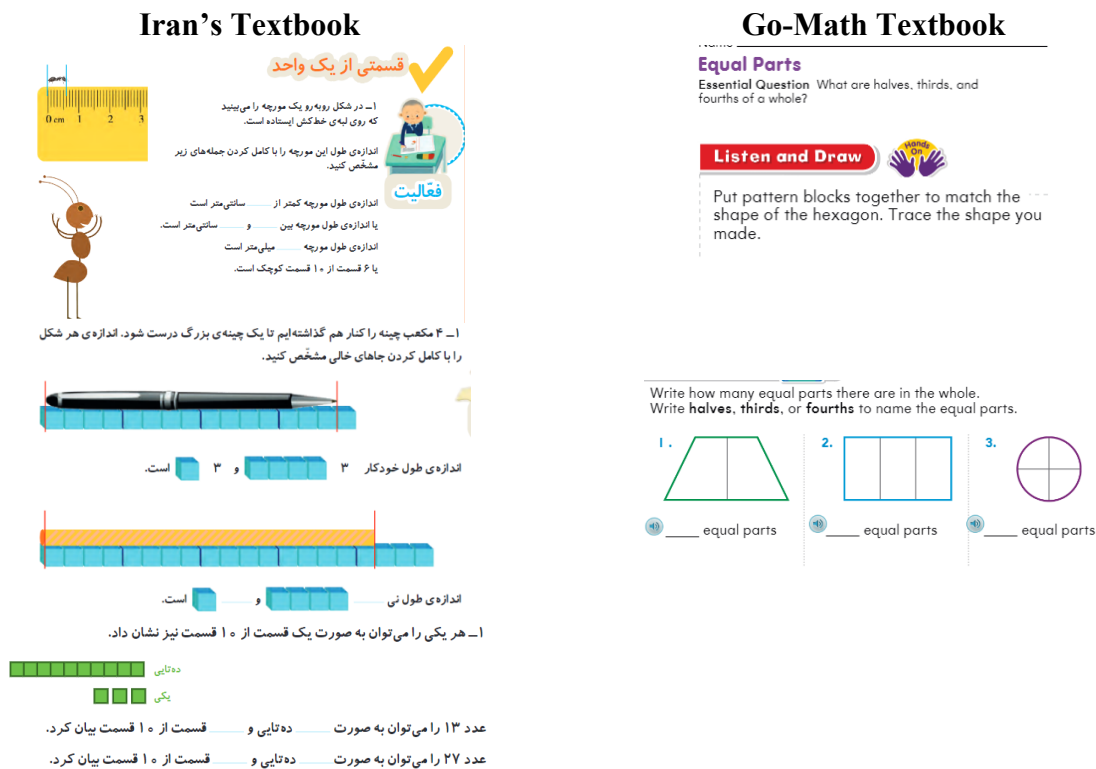 Iran's Textbook
قسمتی از یک واحد
۱ــ در شکل روبه‌رو یک مورچه را می‌بینید
که روی لبه‌ی خط‌کش ایستاده است.
0 cm 1 2 3
اندازه‌ی طول این مورچه را با کامل کردن جمله‌های زیر
مشخّص کنید.
فعّالیت
اندازه‌ی طول مورچه کمتر از ........ سانتی‌متر است
یا اندازه‌ی طول مورچه بین ........ و ........ سانتی‌متر است.
اندازه‌ی طول مورچه ........ میلی‌متر است
یا ۶ قسمت از ۱۰ قسمت کوچک است.
۱ــ ۴ مکعب چینه را کنار هم گذاشته‌ایم تا یک چینه‌ی بزرگ درست شود. اندازه‌ی هر شکل
را با کامل کردن جاهای خالی مشخّص کنید.
اندازه‌ی طول خودکار ۳ و ۳ است.
اندازه‌ی طول نی ........ و ........ است.
۱ــ هر یکی را می‌توان به صورت یک قسمت از ۱۰ قسمت نیز نشان داد.
ده‌تایی
یکی
عدد ۱۳ را می‌توان به صورت ........ ده‌تایی و ........ قسمت از ۱۰ قسمت بیان کرد.
عدد ۲۷ را می‌توان به صورت ........ ده‌تایی و ........ قسمت از ۱۰ قسمت بیان کرد.
Go-Math Textbook
Name
Equal Parts
Essential Question What are halves, thirds, and
fourths of a whole?
Listen and Draw
Hands On
Put pattern blocks together to match the
shape of the hexagon. Trace the shape you
made.
Write how many equal parts there are in the whole.
Write halves, thirds, or fourths to name the equal parts.
1. 2. 3.
____ equal parts ____ equal parts ____ equal parts